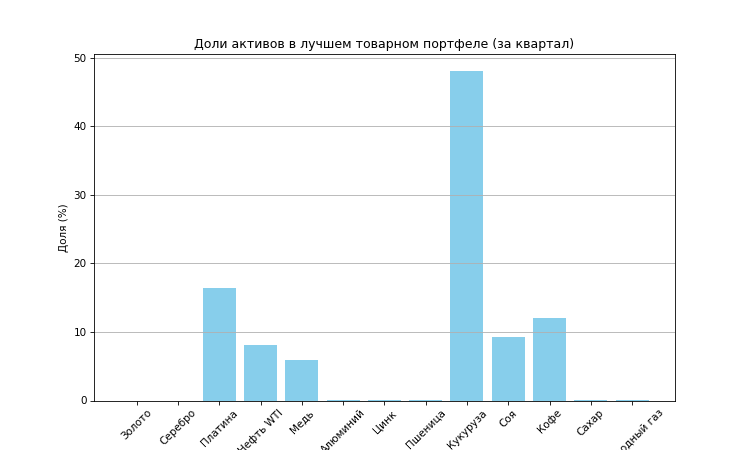 Доли активов в лучшем товарном портфеле (за квартал)
Доля (%)
50
40
30
20
10
0
Золото
Серебро
Платина
Нефть WTI
Медь
Алюминий
Цинк
Пшеница
Кукуруза
Соя
Кофе
Сахар
газ